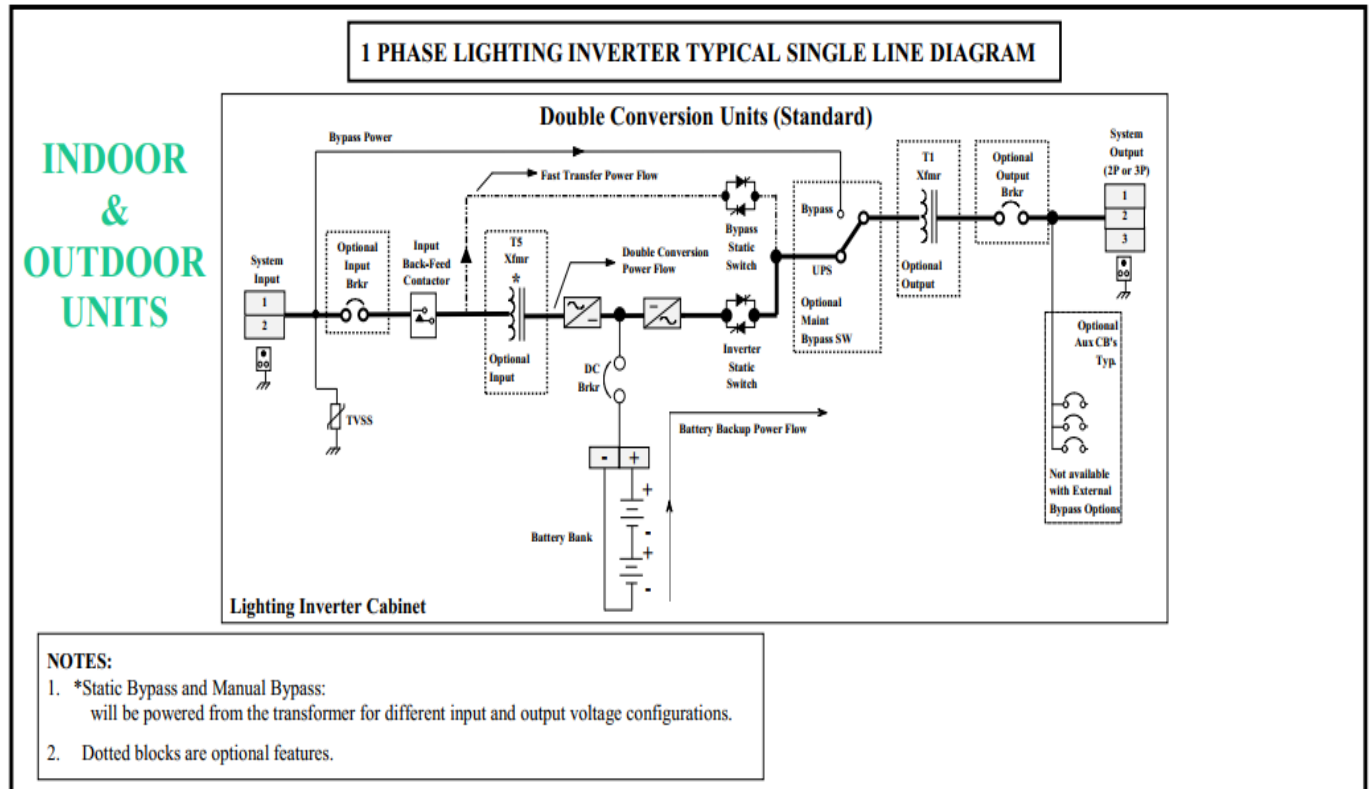 1 PHASE LIGHTING INVERTER TYPICAL SINGLE LINE DIAGRAM
INDOOR
&
OUTDOOR
UNITS
Double Conversion Units (Standard)
Bypass Power
Fast Transfer Power Flow
System
Input
1
2
Optional
Input
Brkr
Input
Back-Feed
Contactor
T5
Xfmr
*
Optional
Input
Double Conversion
Power Flow
TVSS
DC
Brkr
- +
+
-
+
-
Battery Bank
Battery Backup Power Flow
Bypass
Static
Switch
Inverter
Static
Switch
Bypass
UPS
Optional
Maint
Bypass SW
T1
Xfmr
Optional
Output
Optional
Output
Brkr
System
Output
(2P or 3P)
1
2
3
Optional
Aux CB's
Typ.
Not available
with External
Bypass Options
Lighting Inverter Cabinet
NOTES:
1. *Static Bypass and Manual Bypass:
will be powered from the transformer for different input and output voltage configurations.
2. Dotted blocks are optional features.